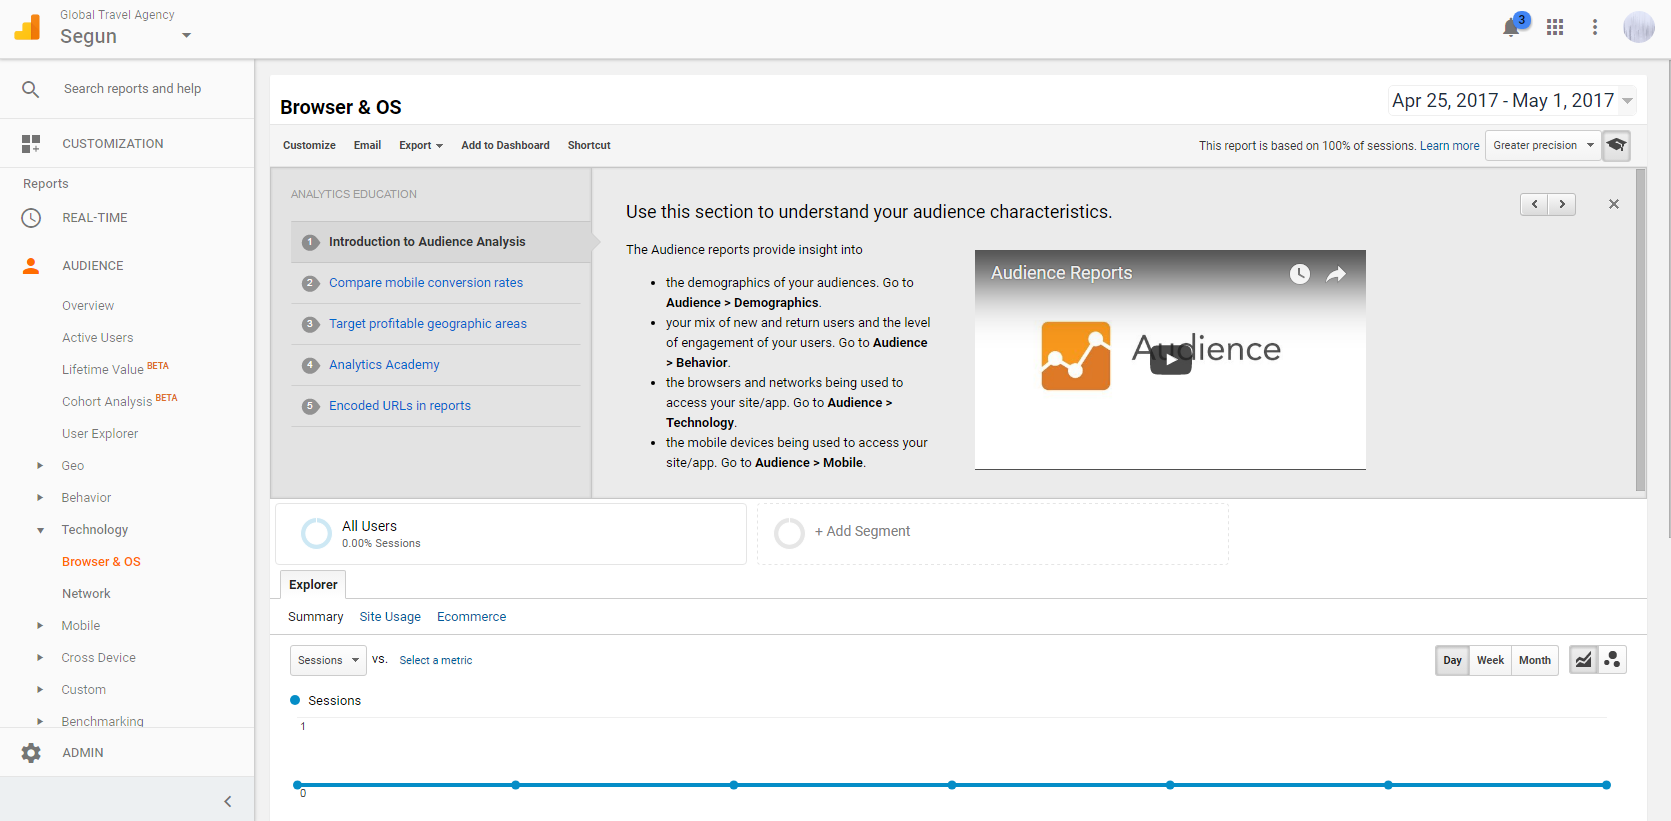 Global Travel Agency
Segun
3
Search reports and help
CUSTOMIZATION
Reports
REAL-TIME
AUDIENCE
Overview
Active Users
Lifetime Value BETA
Cohort Analysis BETA
User Explorer
Geo
Behavior
Technology
Browser & OS
Network
Mobile
Cross Device
Custom
Benchmarking
ADMIN
Browser & OS
Apr 25, 2017 - May 1, 2017
Customize Email Export Add to Dashboard Shortcut
This report is based on 100% of sessions. Learn more
Greater precision
ANALYTICS EDUCATION
1 Introduction to Audience Analysis
2 Compare mobile conversion rates
3 Target profitable geographic areas
4 Analytics Academy
5 Encoded URLs in reports
Use this section to understand your audience characteristics.
The Audience reports provide insight into
• the demographics of your audiences. Go to
Audience > Demographics.
• your mix of new and return users and the level
of engagement of your users. Go to Audience
> Behavior.
• the browsers and networks being used to
access your site/app. Go to Audience >
Technology.
• the mobile devices being used to access your
site/app. Go to Audience > Mobile.
Audience Reports
Audience
All Users
0.00% Sessions
+ Add Segment
Explorer
Summary Site Usage Ecommerce
Sessions vs. Select a metric
Day Week Month
Sessions
1
0